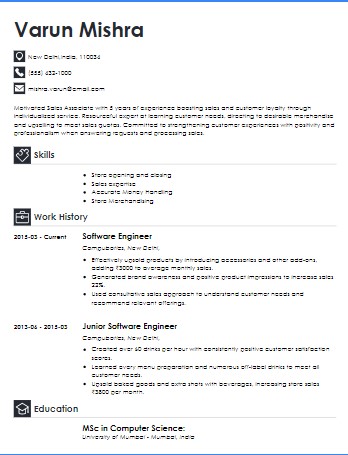 Varun Mishra
New Delhi,India, 110034
(555) 432-1000
mishra.varun@email.com
Motivated Sales Associate with 5 years of experience boosting sales and customer loyalty through
individualised service. Resourceful expert at learning customer needs, directing to desirable merchandise
and upselling to meet sales quotas. Committed to strengthening customer experiences with positivity and
professionalism when answering requests and processing sales.
Skills
Store opening and closing
Sales expertise
Accurate Money Handling
Store Merchandising
Work History
2015-03 - Current
Software Engineer
New Delhi,
Effectively upsold products by introducing accessories and other add-ons,
adding ₹3000 to average monthly sales.
Generated brand awareness and positive product impressions to increase sales
22%.
Used consultative sales approach to understand customer needs and
recommend relevant offerings.
2013-06 - 2015-03
Junior Software Engineer
New Delhi,
Created over 60 drinks per hour with consistently positive customer satisfaction
scores.
Learned every menu preparation and numerous off-label drinks to meet all
customer needs.
Upsold baked goods and extra shots with beverages, increasing store sales
₹3800 per month.
Education
MSc in Computer Science:
University of Mumbai - Mumbai, India